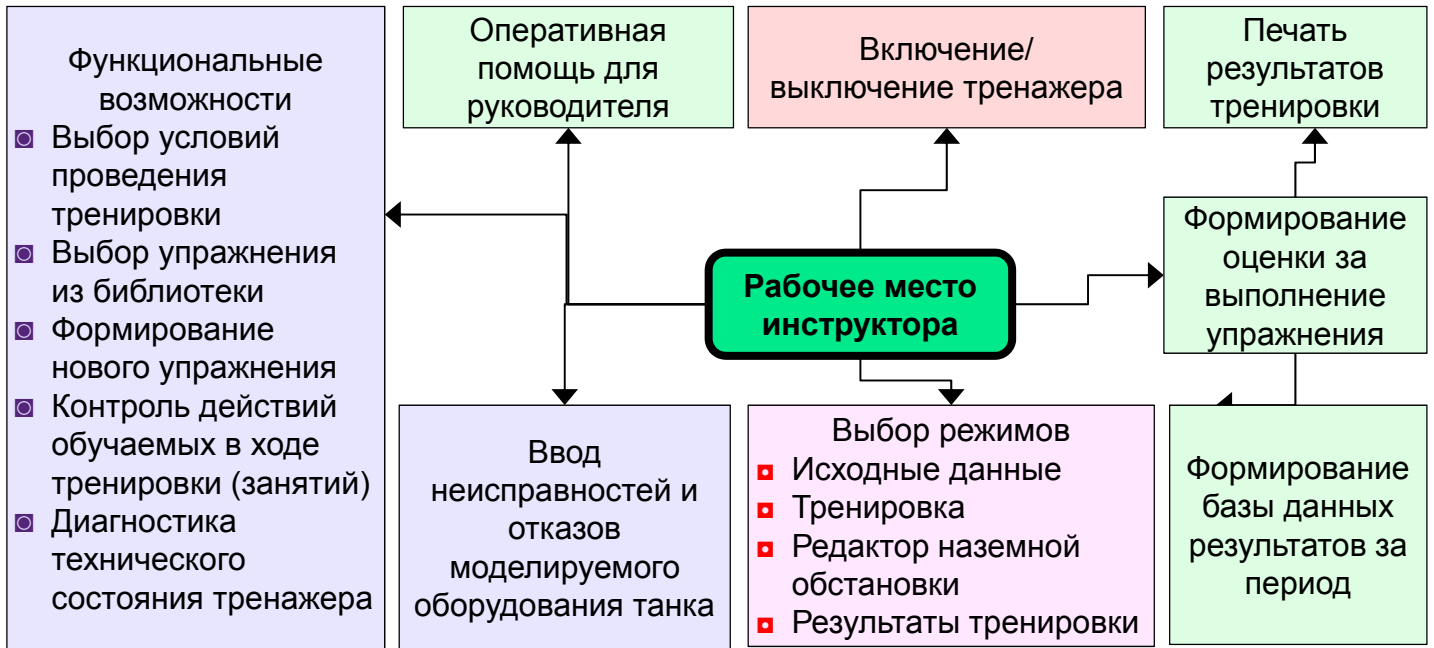 Функциональные
возможности
Выбор условий
проведения
тренировки
Выбор упражнения
из библиотеки
Формирование
нового упражнения
Контроль действий
обучаемых в ходе
тренировки (занятий)
Диагностика
технического
состояния тренажера
Оперативная
помощь для
руководителя
Включение/
выключение тренажера
Печать
результатов
тренировки
Рабочее место
инструктора
Формирование
оценки за
выполнение
упражнения
Ввод
неисправностей и
отказов
моделируемого
оборудования танка
Выбор режимов
Исходные данные
Тренировка
Редактор наземной
обстановки
Результаты тренировки
Формирование
базы данных
результатов за
период